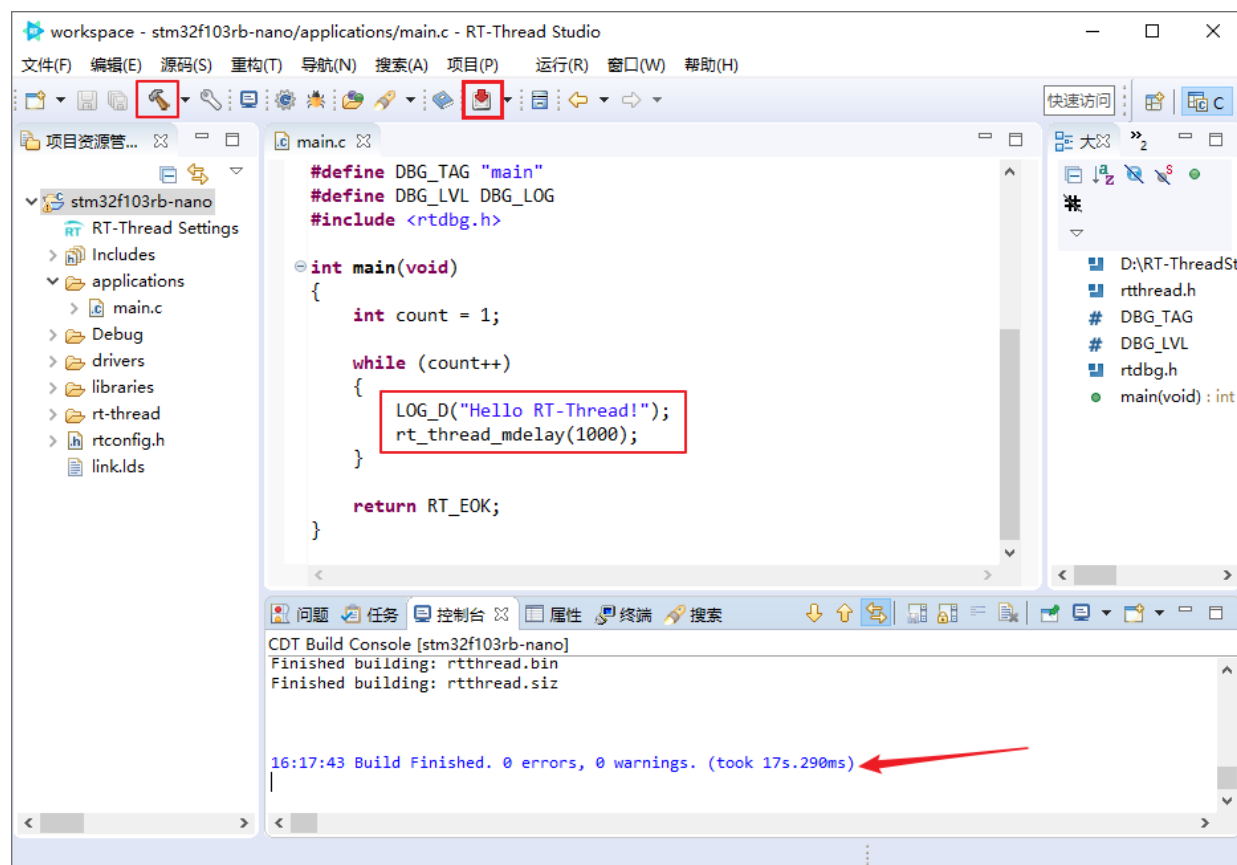 workspace - stm32f103rb-nano/applications/main.c - RT-Thread Studio
文件(F) 编辑(E) 源码(S) 重构(T) 导航(N) 搜索(A) 项目(P) 运行(R) 窗口(W) 帮助(H)
快速访问 C
项目资源管...
stm32f103rb-nano
RT-Thread Settings
Includes
applications
main.c
Debug
drivers
libraries
rt-thread
rtconfig.h
link.lds
main.c
#define DBG_TAG "main"
#define DBG_LVL DBG_LOG
#include <rtdbg.h>
int main(void)
{
int count = 1;
while (count++)
{
LOG_D("Hello RT-Thread!");
rt_thread_mdelay(1000);
}
return RT_EOK;
}
大 »2
D:\RT-ThreadSt
rtthread.h
DBG_TAG
DBG_LVL
rtdbg.h
main(void) : int
问题 任务 控制台 属性 终端 搜索
CDT Build Console [stm32f103rb-nano]
Finished building: rtthread.bin
Finished building: rtthread.siz
16:17:43 Build Finished. 0 errors, 0 warnings. (took 17s.290ms)